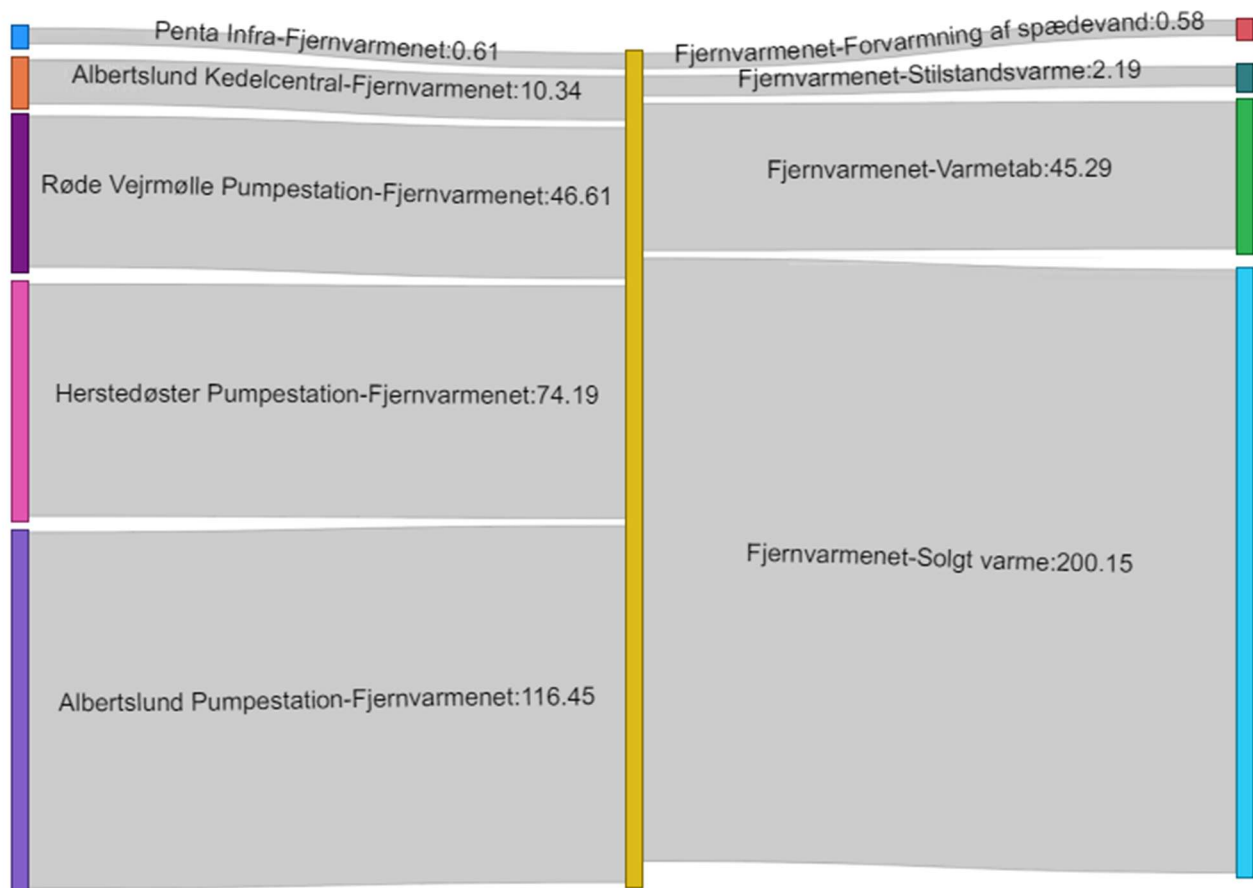 Penta Infra-Fjernvarmenet:0.61
Albertslund Kedelcentral-Fjernvarmenet:10.34
Røde Vejrmølle Pumpestation-Fjernvarmenet:46.61
Herstedøster Pumpestation-Fjernvarmenet:74.19
Albertslund Pumpestation-Fjernvarmenet:116.45
Fjernvarmenet-Forvarmning af spædevand:0.58
Fjernvarmenet-Stilstandsvarme:2.19
Fjernvarmenet-Varmetab:45.29
Fjernvarmenet-Solgt varme:200.15